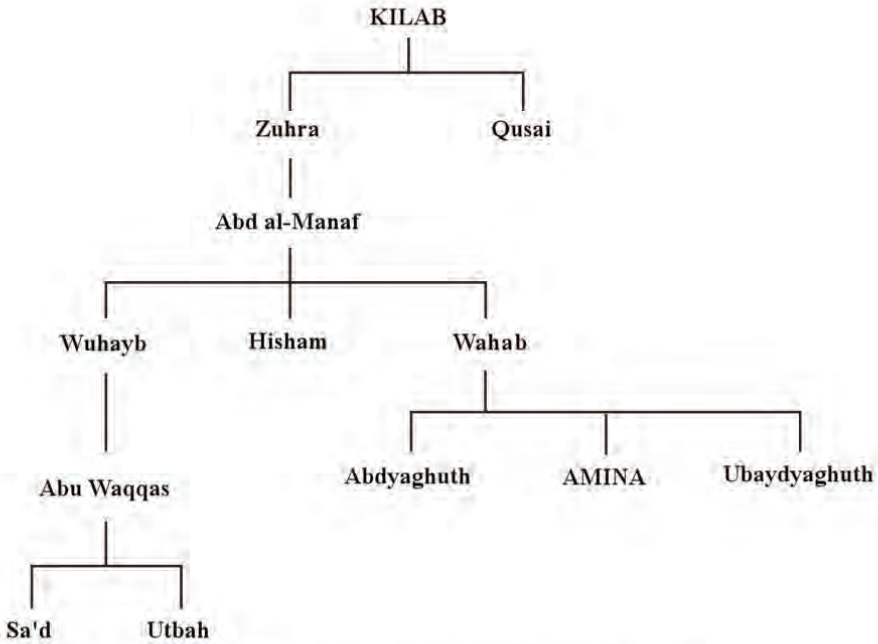 KILAB
Zuhra Qusai
Abd al-Manaf
Wuhayb Hisham Wahab
Abu Waqqas Abdyaghuth AMINA Ubaydyaghuth
Sa'd Utbah